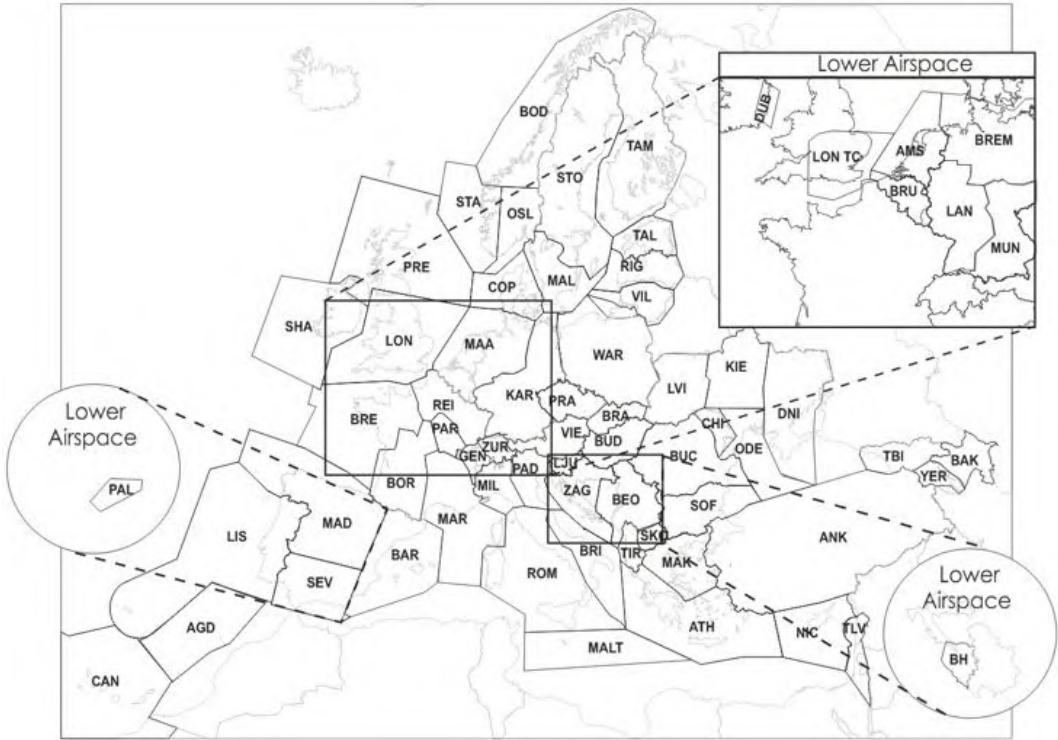 Lower Airspace
DUB
LON TC
AMS
BREM
BRU
LAN
MUN
BOD
TAM
STO
STA
OSL
TAL
PRE
RIG
COP
MAL
VIL
SHA
LON
MAA
WAR
KIE
LVI
KAR
PRA
BRE
REI
BRA
DNI
PAR
VIE
CHI
BUD
ZUR
ODE
GEN
LJU
BUC
PAD
TBI
BAK
MIL
BOR
ZAG
BEO
YER
SOF
MAR
MAD
LIS
SKO
ANK
BAR
BRI
TIR
MAK
ROM
SEV
AGD
ATH
NIC
TLV
MALT
CAN
Lower
Airspace
PAL
Lower
Airspace
BH